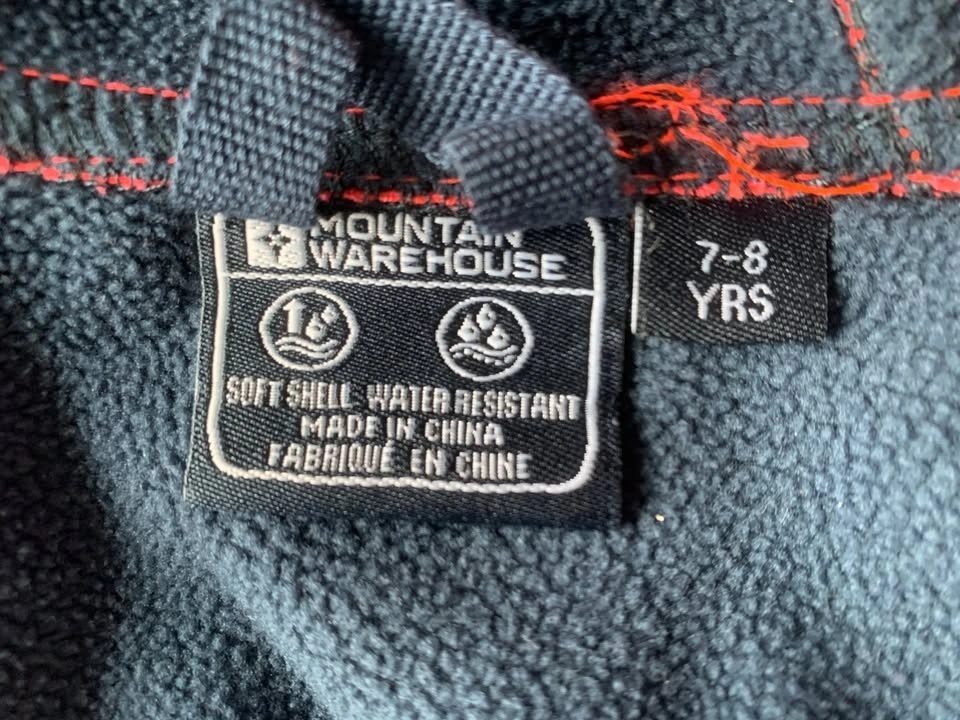 MOUNTAIN
WAREHOUSE
SOFT SHELL WATER RESISTANT
MADE IN CHINA
FABRIQUÉ EN CHINE
7-8
YRS